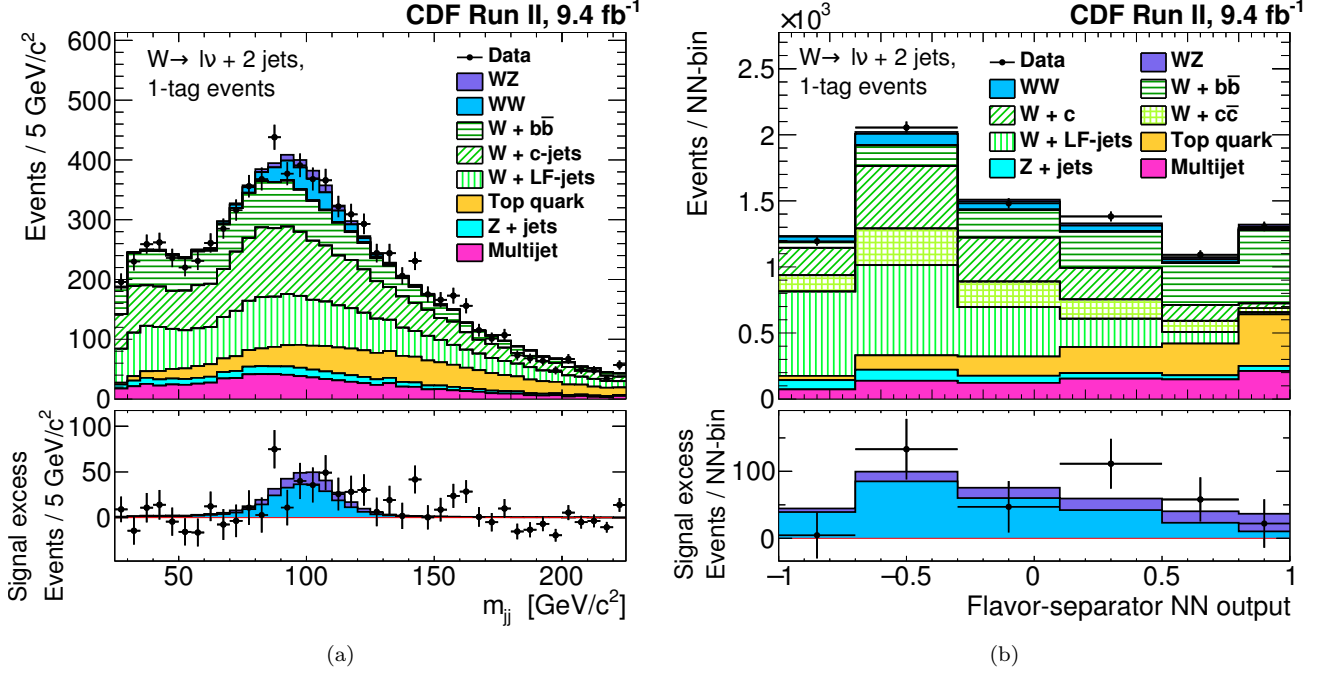 CDF Run II, 9.4 fb⁻¹
W→ lν + 2 jets,
1-tag events
Data
WZ
WW
W + bb̅
W + c-jets
W + LF-jets
Top quark
Z + jets
Multijet
Events / 5 GeV/c²
600
500
400
300
200
100
0
Signal excess
Events / 5 GeV/c²
100
50
0
50 100 150 200
m_jj [GeV/c²]
(a)
×10³
CDF Run II, 9.4 fb⁻¹
W→ lν + 2 jets,
1-tag events
Data
WZ
WW
W + bb̅
W + c
W + cc̅
W + LF-jets
Top quark
Z + jets
Multijet
Events / NN-bin
2.5
2
1.5
1
0.5
0
Signal excess
Events / NN-bin
100
0
−1 −0.5 0 0.5 1
Flavor-separator NN output
(b)